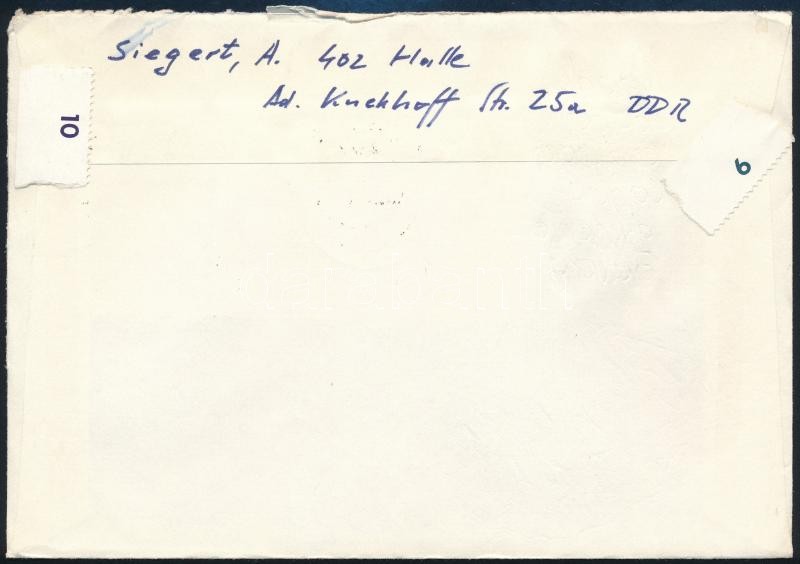 Siegert, A. 402 Halle
Ad. Kuckhoff Str. 25a DDR
10
9